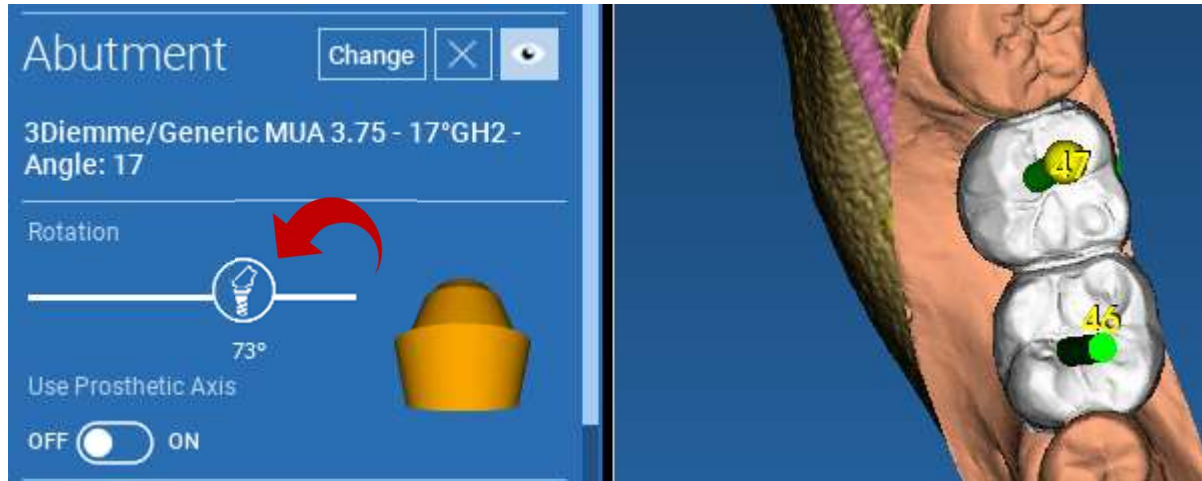 Abutment
Change
3Diemme/Generic MUA 3.75 - 17°GH2 -
Angle: 17
Rotation
73°
Use Prosthetic Axis
OFF ON
47
46